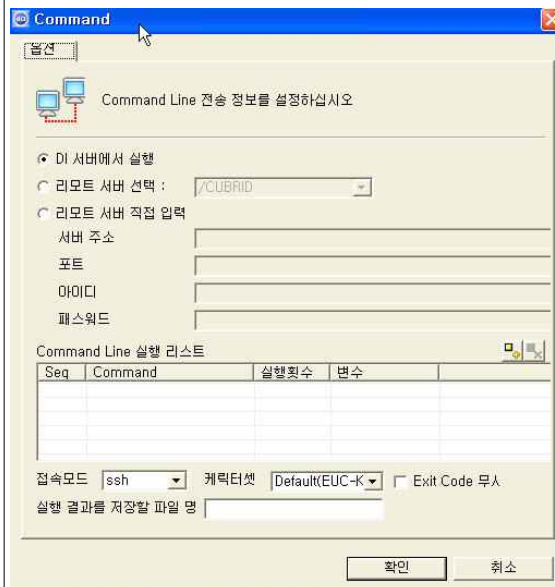 Command
옵션
Command Line 전송 정보를 설정하십시오
DI 서버에서 실행
리모트 서버 선택 : /CUBRID
리모트 서버 직접 입력
서버 주소
포트
아이디
패스워드
Command Line 실행 리스트
Seq Command 실행횟수 변수
접속모드 ssh 케릭터셋 Default(EUC-K Exit Code 무시
실행 결과를 저장할 파일 명
확인 취소